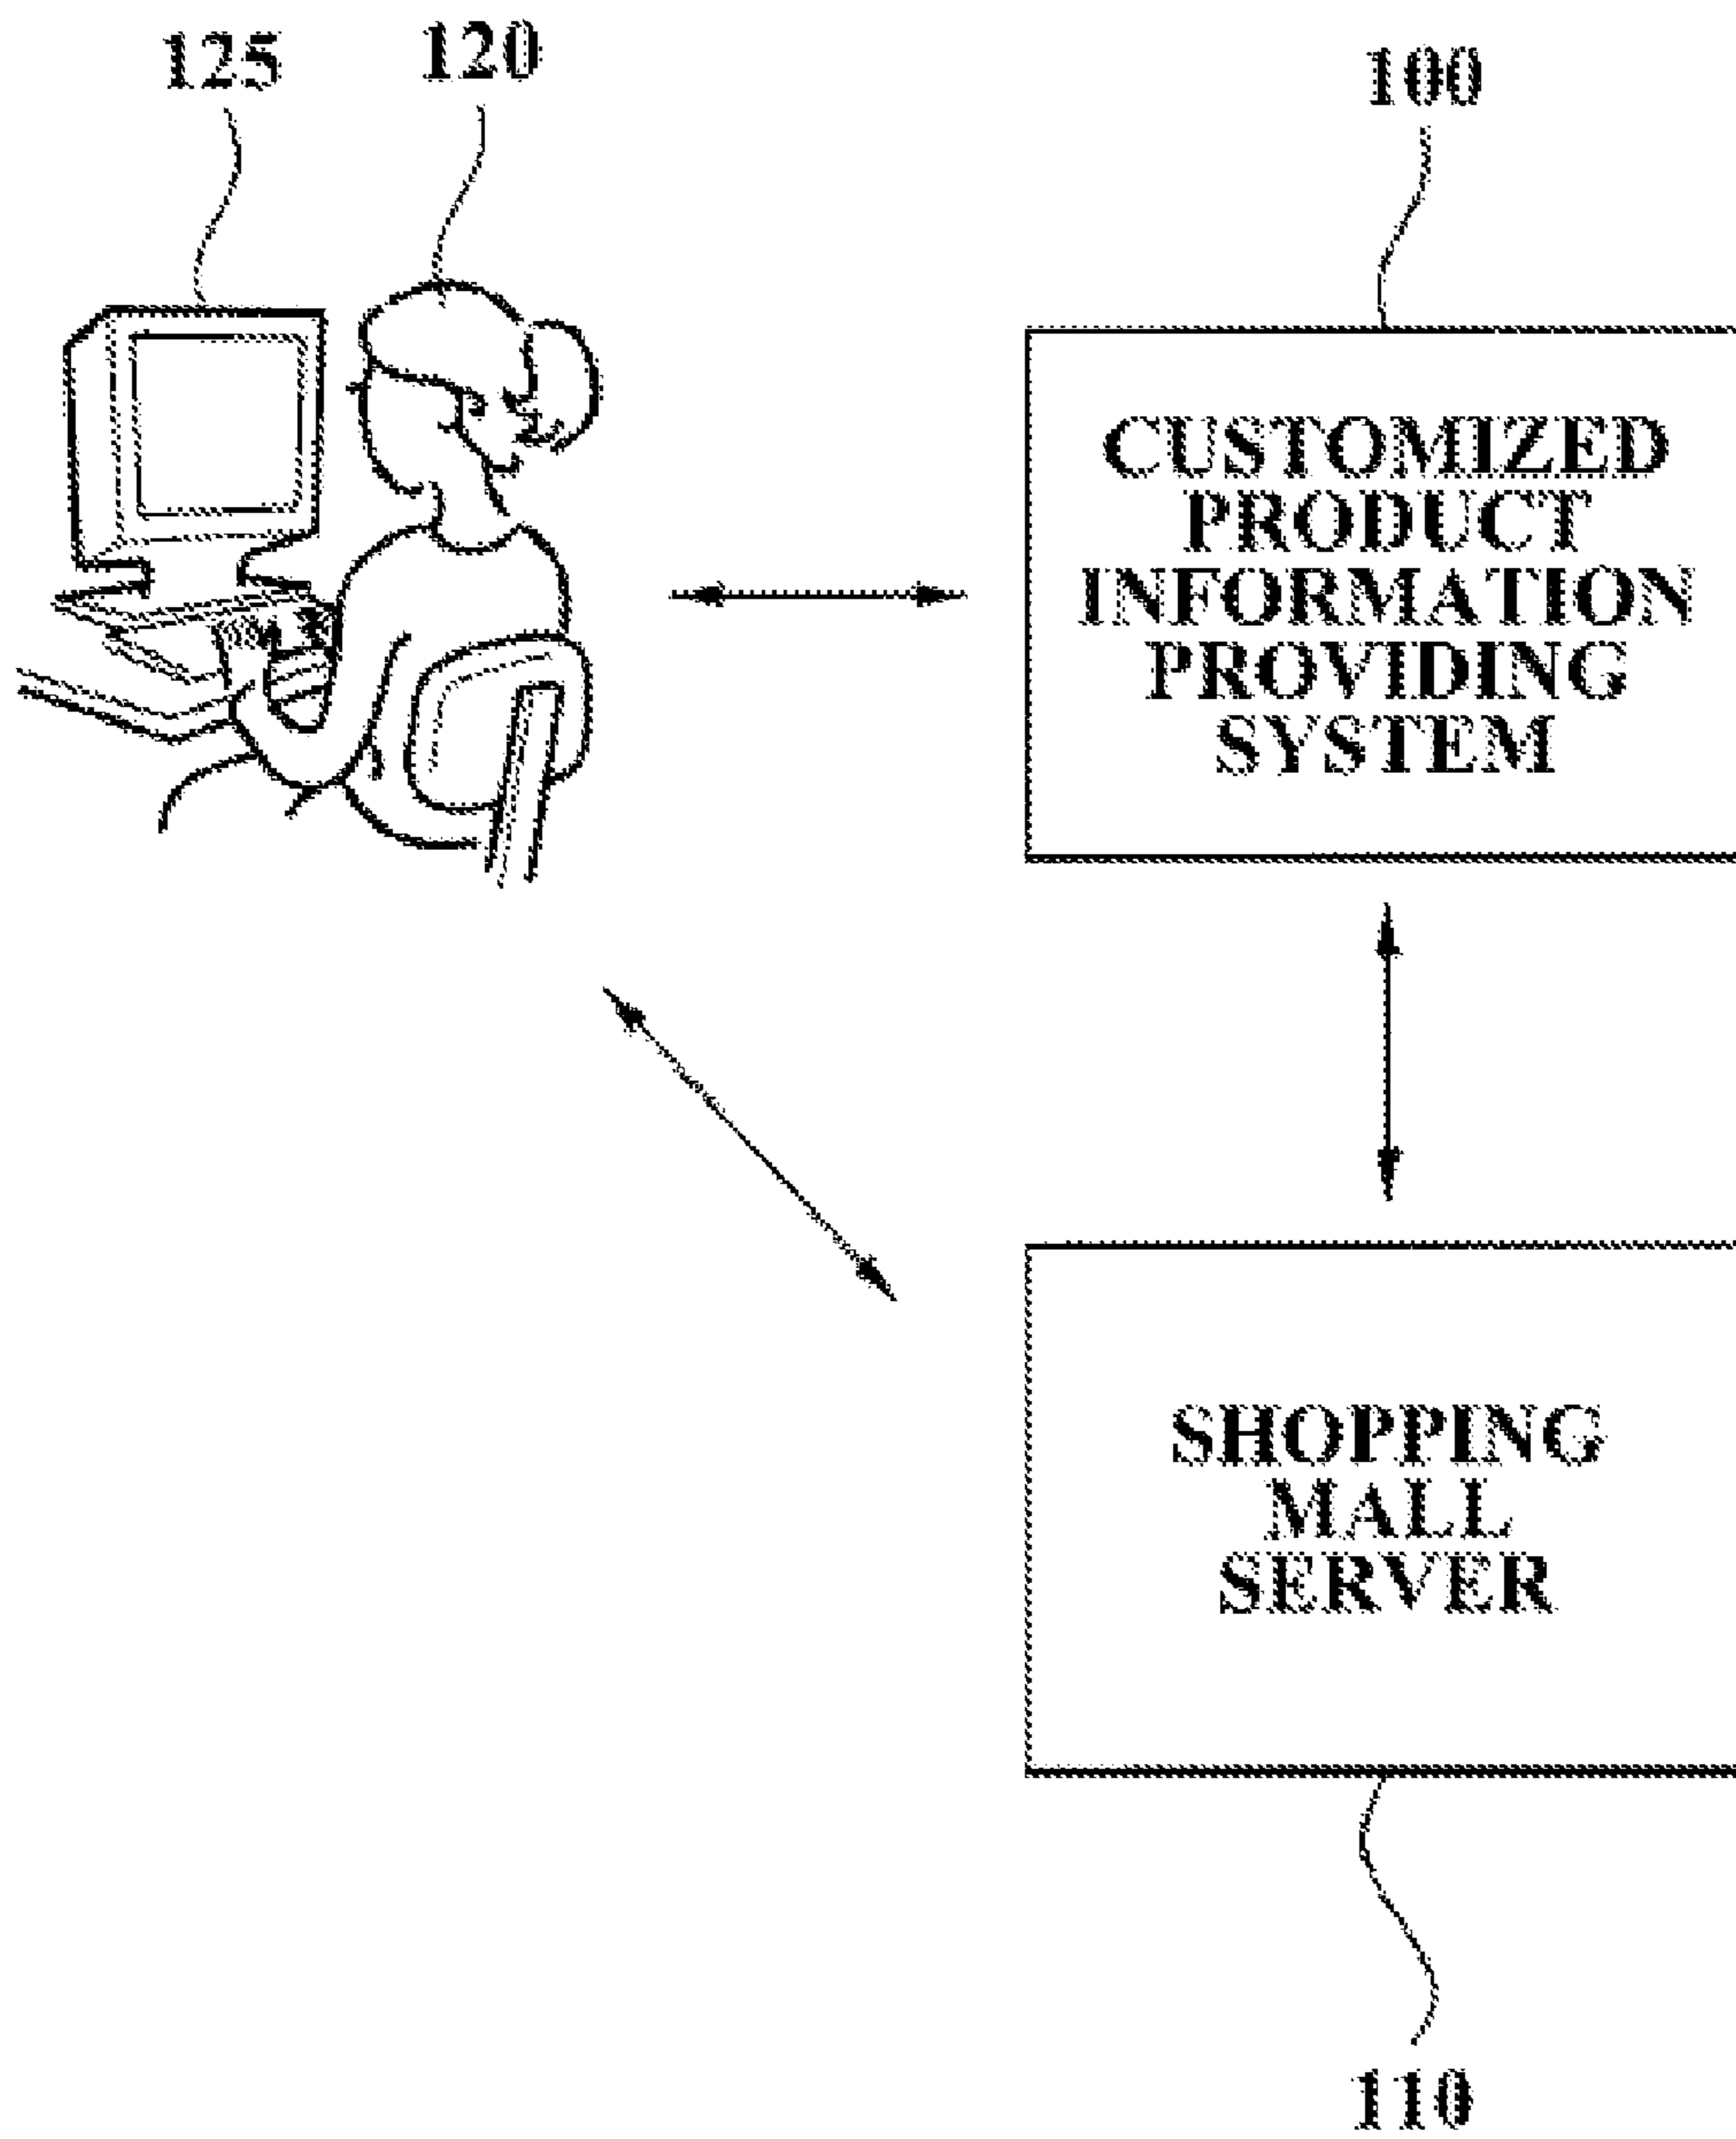 125
120
100
CUSTOMIZED
PRODUCT
INFORMATION
PROVIDING
SYSTEM
SHOPPING
MALL
SERVER
110